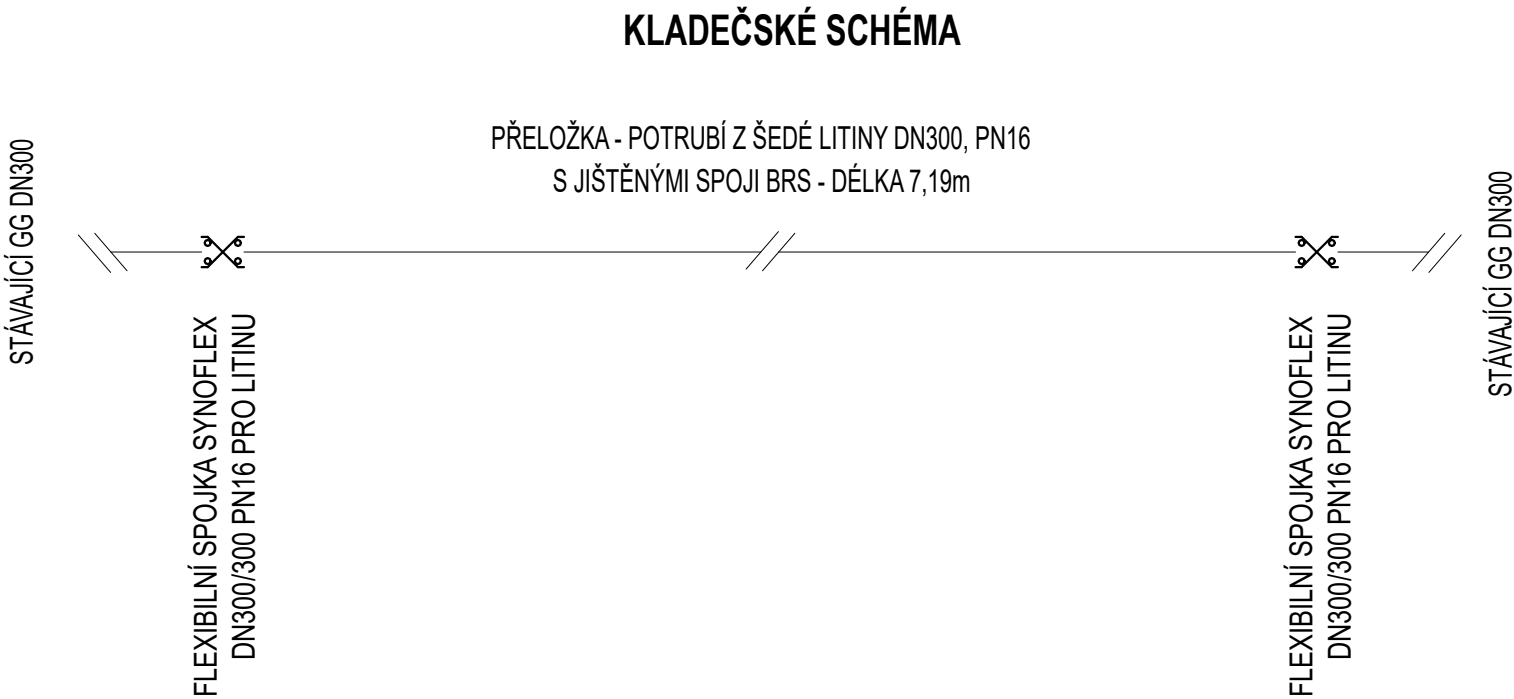 KLADEČSKÉ SCHÉMA
PŘELOŽKA - POTRUBÍ Z ŠEDÉ LITINY DN300, PN16
S JIŠTĚNÝMI SPOJI BRS - DÉLKA 7,19m
STÁVAJÍCÍ GG DN300
STÁVAJÍCÍ GG DN300
FLEXIBILNÍ SPOJKA SYNOFLEX
DN300/300 PN16 PRO LITINU
FLEXIBILNÍ SPOJKA SYNOFLEX
DN300/300 PN16 PRO LITINU